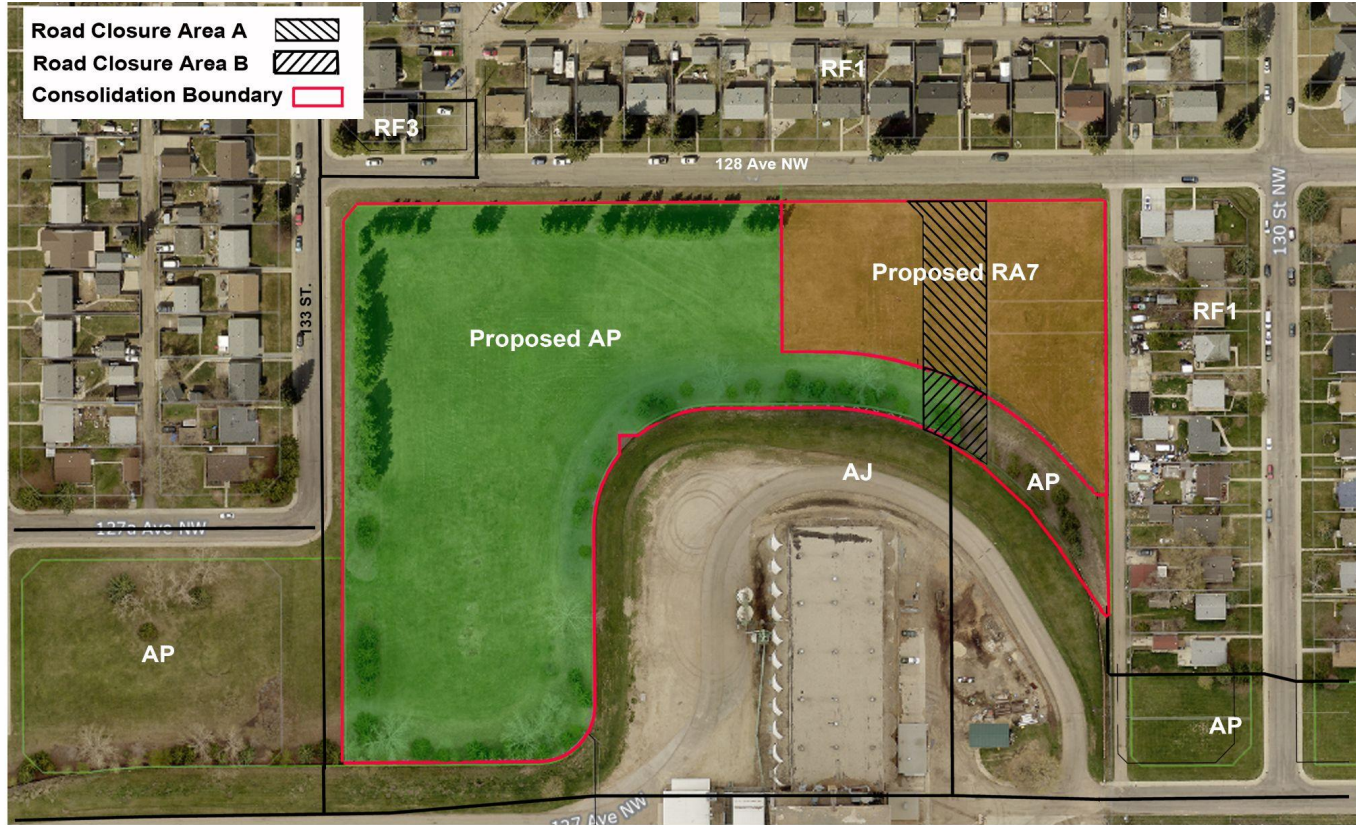 Road Closure Area A
Road Closure Area B
Consolidation Boundary
RF1
RF3
128 Ave NW
130 St NW
Proposed RA7
133 ST.
RF1
Proposed AP
AJ
AP
127a Ave NW
AP
AP
127 Ave NW